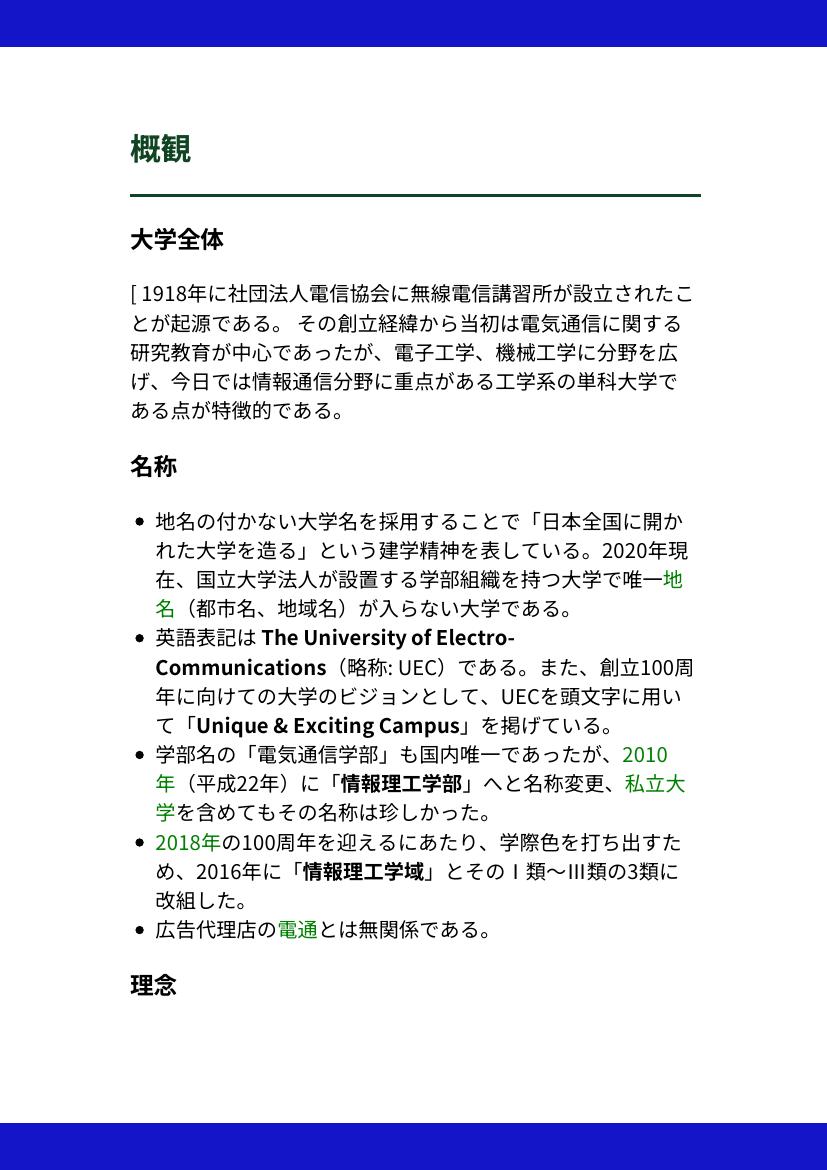 概観
大学全体
[ 1918年に社団法人電信協会に無線電信講習所が設立されたこ
とが起源である。 その創立経緯から当初は電気通信に関する
研究教育が中心であったが、電子工学、機械工学に分野を広
げ、今日では情報通信分野に重点がある工学系の単科大学で
ある点が特徴的である。
名称
• 地名の付かない大学名を採用することで「日本全国に開か
れた大学を造る」という建学精神を表している。2020年現
在、国立大学法人が設置する学部組織を持つ大学で唯一地
名（都市名、地域名）が入らない大学である。
• 英語表記は The University of Electro-
Communications（略称: UEC）である。また、創立100周
年に向けての大学のビジョンとして、UECを頭文字に用い
て「Unique & Exciting Campus」を掲げている。
• 学部名の「電気通信学部」も国内唯一であったが、2010
年（平成22年）に「情報理工学部」へと名称変更、私立大
学を含めてもその名称は珍しかった。
• 2018年の100周年を迎えるにあたり、学際色を打ち出すた
め、2016年に「情報理工学域」とそのⅠ類～Ⅲ類の3類に
改組した。
• 広告代理店の電通とは無関係である。
理念